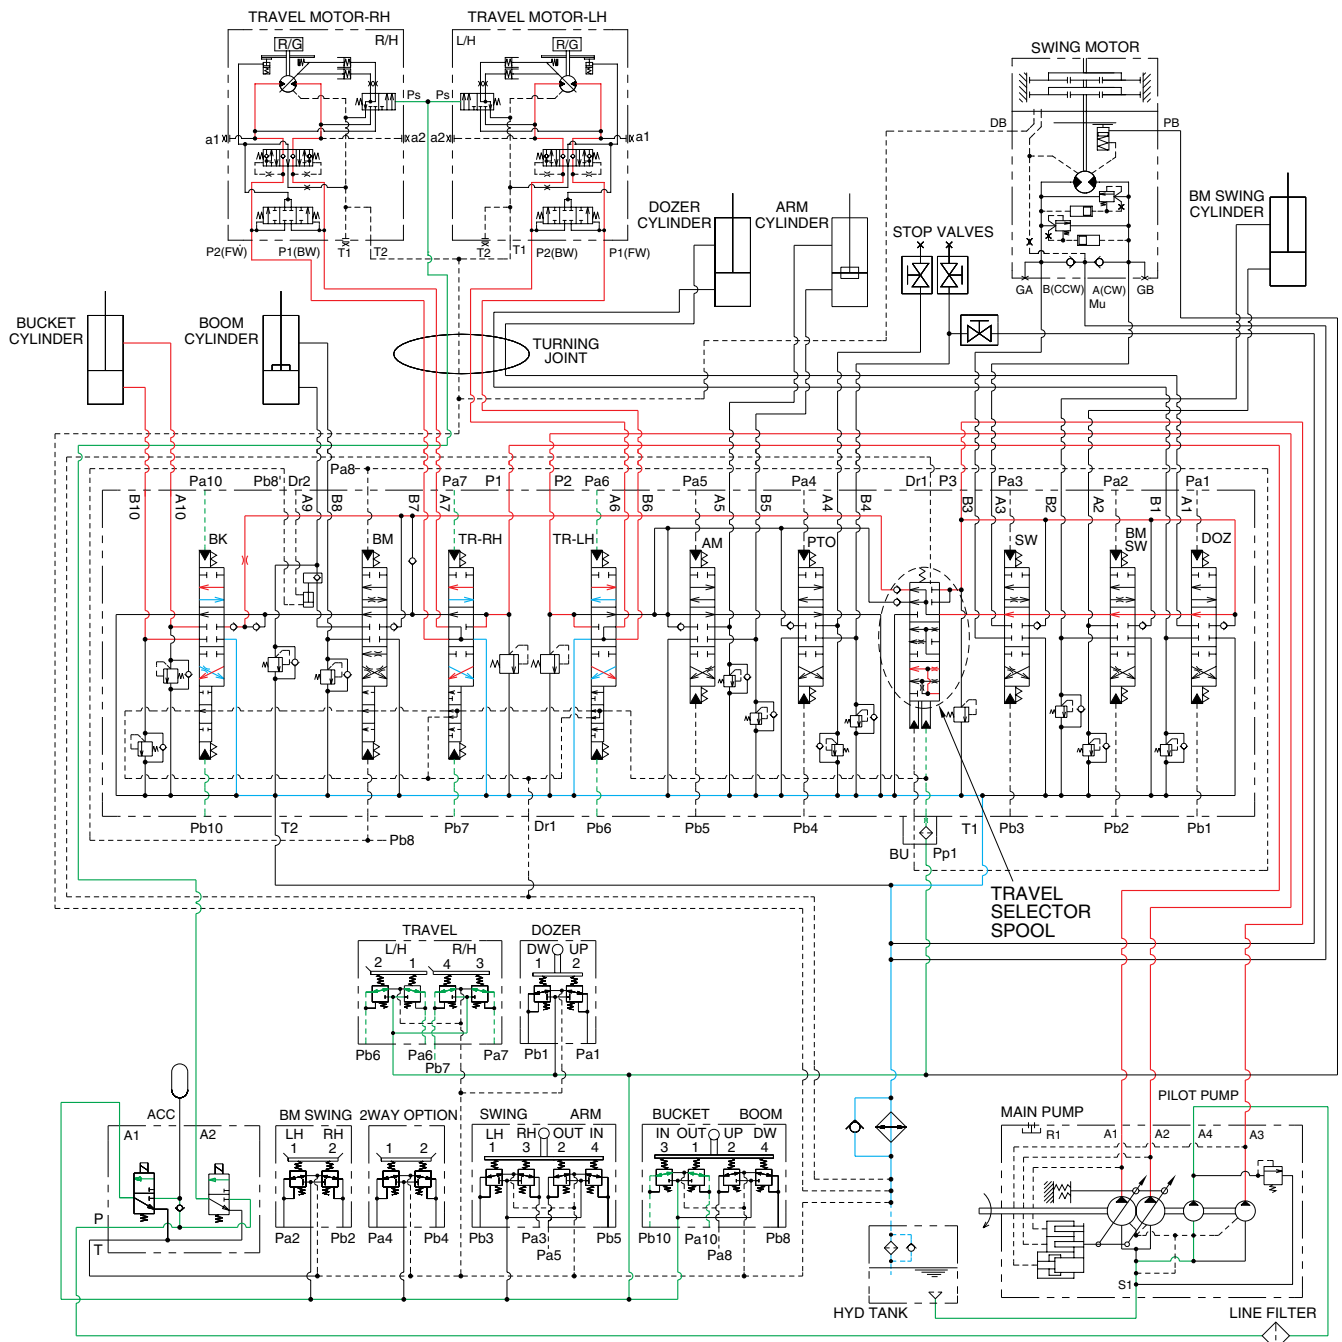 TRAVEL MOTOR-RH
TRAVEL MOTOR-LH
SWING MOTOR
R/G
R/H
L/H
R/G
Ps
Ps
DB
PB
a1
a2
a2
a1
DOZER
CYLINDER
ARM
CYLINDER
BM SWING
CYLINDER
STOP VALVES
P2(FW)
P1(BW)
T1
T2
T2
T1
P2(BW)
P1(FW)
GA
B(CCW)
A(CW)
GB
Mu
BUCKET
CYLINDER
BOOM
CYLINDER
TURNING
JOINT
Pa10
Pb8'
Dr2
Pa8
Pa7
P1
P2
Pa6
Pa5
Pa4
Dr1
P3
Pa3
Pa2
Pa1
B10
A10
A9
B8
B7
A7
A6
B6
A5
B5
A4
B4
B3
A3
B2
A2
B1
A1
BK
BM
TR-RH
TR-LH
AM
PTO
SW
BM
SW
DOZ
Pb10
T2
Pb8
Pb7
Dr1
Pb6
Pb5
Pb4
BU
Pp1
T1
Pb3
Pb2
Pb1
TRAVEL
SELECTOR
SPOOL
TRAVEL
L/H
R/H
2
1
4
3
DOZER
DW
UP
1
2
Pb6
Pa6
Pb7
Pa7
Pb1
Pa1
ACC
A1
A2
P
T
BM SWING
LH
RH
1
2
Pa2
Pb2
2WAY OPTION
1
2
Pa4
Pb4
SWING
ARM
LH
RH
OUT
IN
1
3
2
4
Pb3
Pa3
Pa5
Pb5
BUCKET
BOOM
IN
OUT
UP
DW
3
1
2
4
Pb10
Pa10
Pa8
Pb8
HYD TANK
MAIN PUMP
PILOT PUMP
R1
A1
A2
A4
A3
S1
LINE FILTER